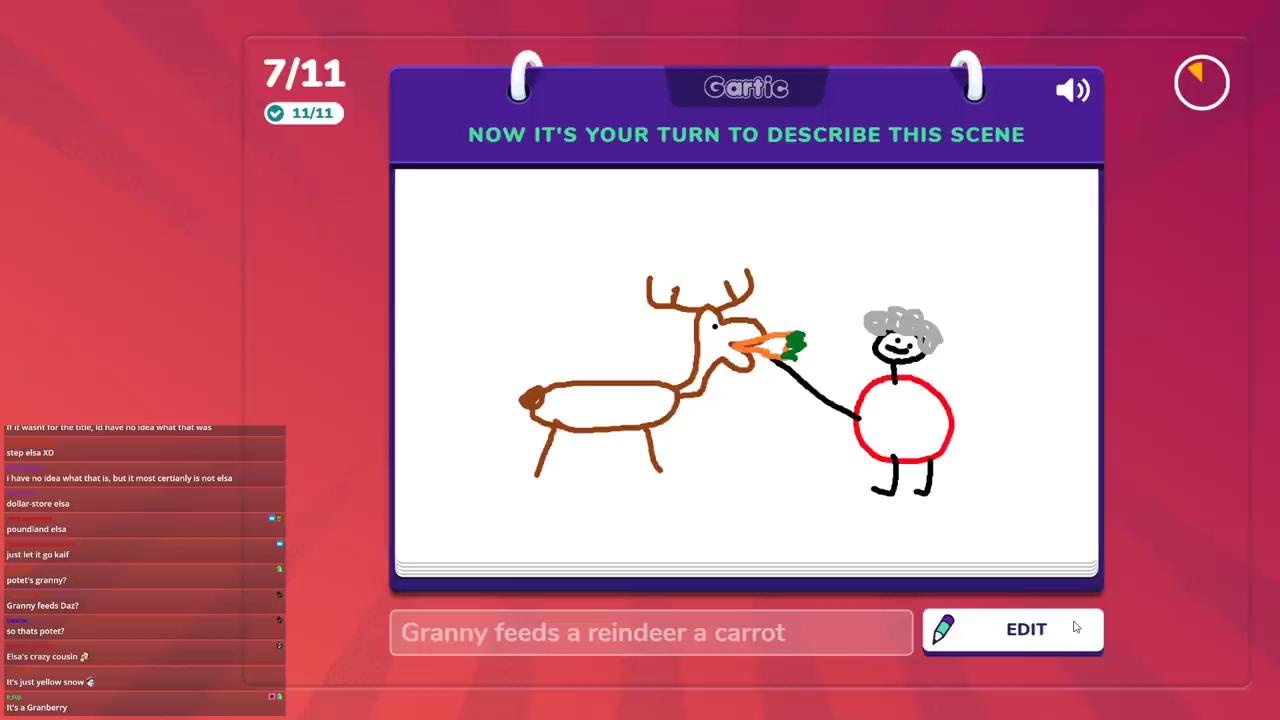 7/11
11/11
Gartic
NOW IT'S YOUR TURN TO DESCRIBE THIS SCENE
Granny feeds a reindeer a carrot
EDIT
If it wasnt for the title, Id have no idea what that was
step elsa XD
i have no idea what that is, but it most certianly is not elsa
dollar-store elsa
poundland elsa
just let it go kaif
potet's granny?
Granny feeds Daz?
so thats potet?
Elsa's crazy cousin
It's just yellow snow
It's a Granberry